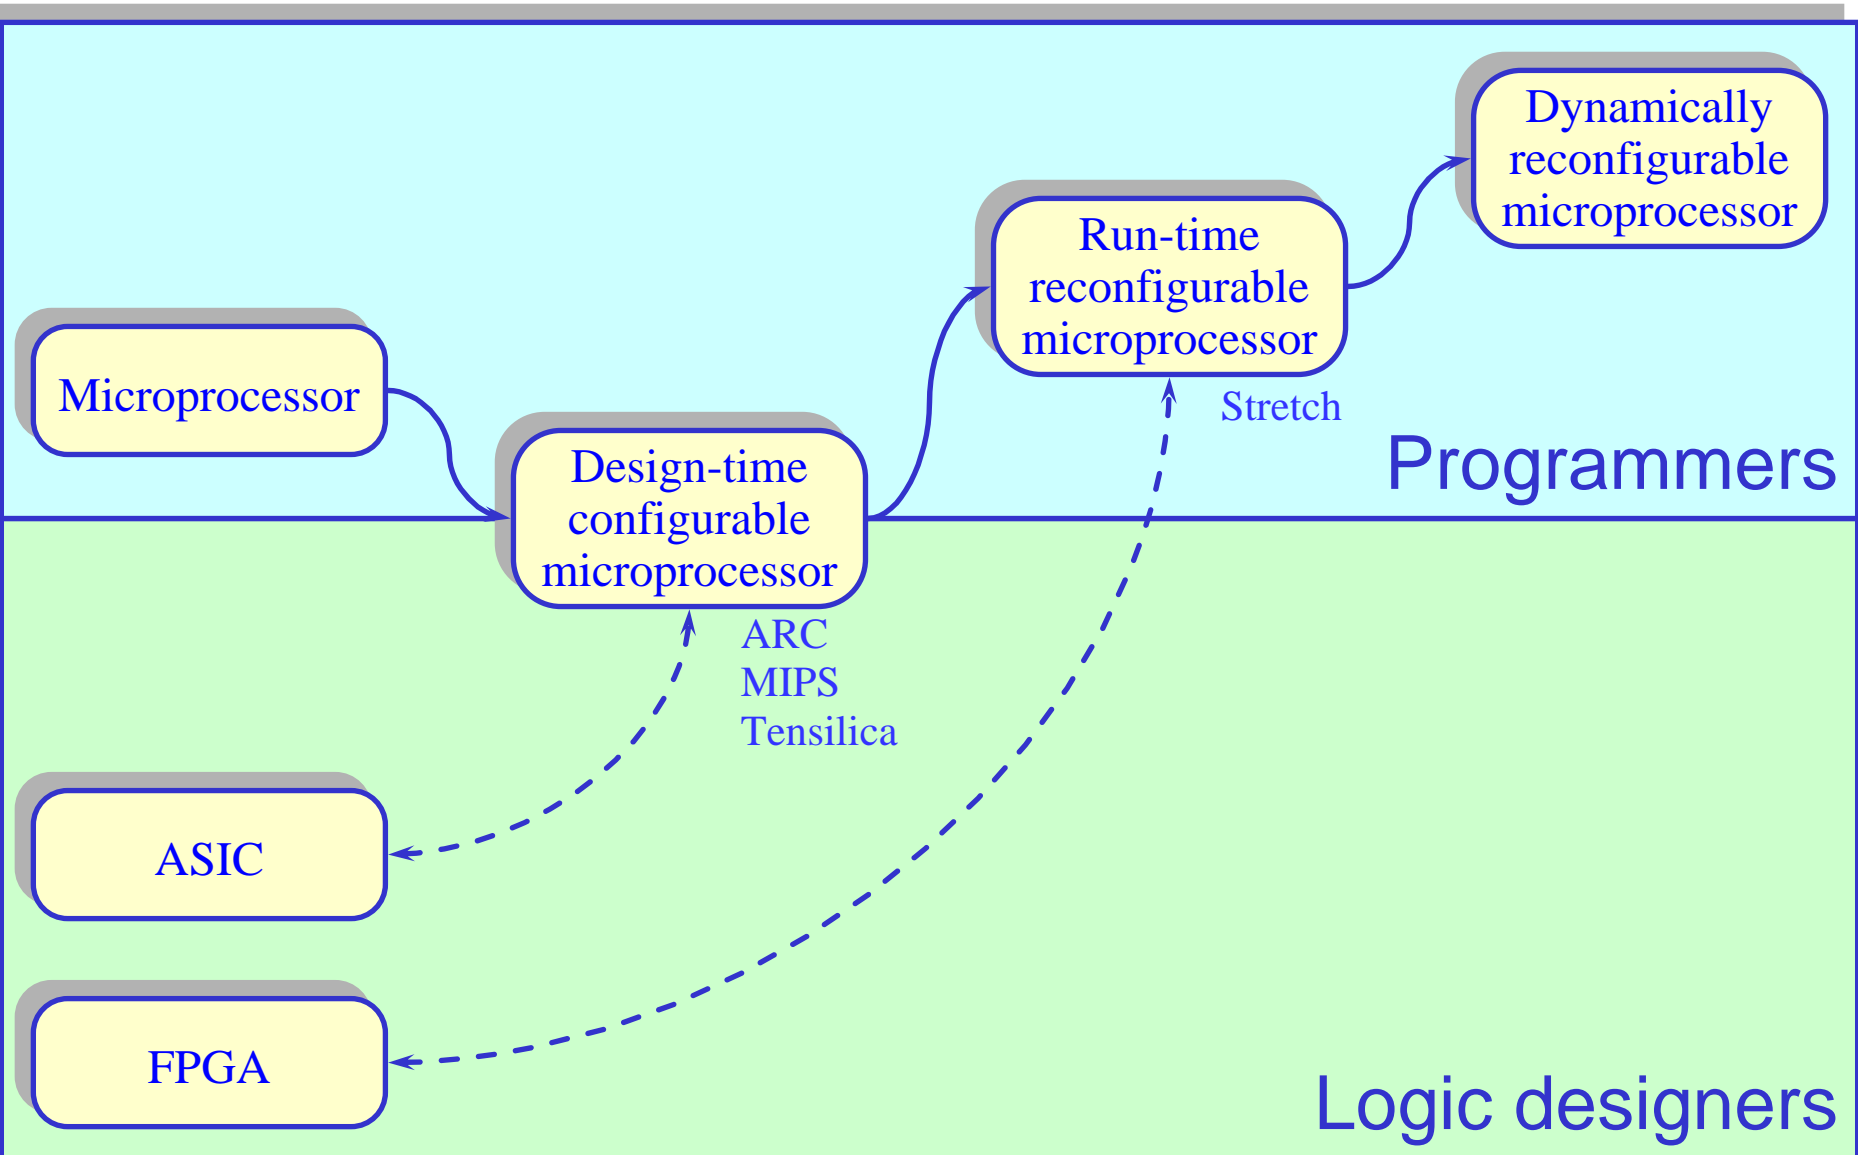 Dynamically
reconfigurable
microprocessor
Run-time
reconfigurable
microprocessor
Stretch
Microprocessor
Programmers
Design-time
configurable
microprocessor
ARC
MIPS
Tensilica
ASIC
FPGA
Logic designers